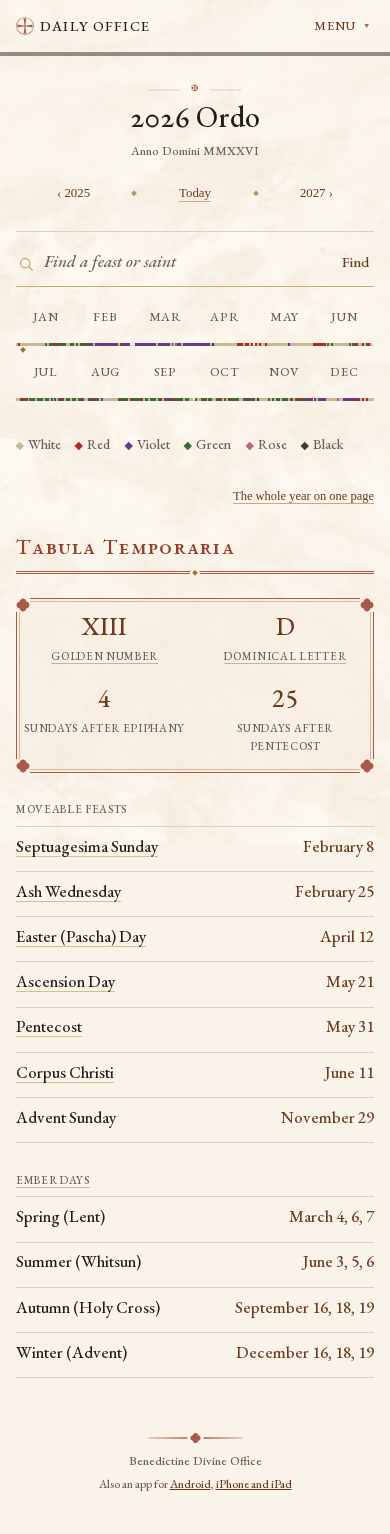 DAILY OFFICE
MENU ▼
2026 Ordo
Anno Domini MMXXVI
‹ 2025 ◆ Today ◆ 2027 ›
Find a feast or saint Find
JAN FEB MAR APR MAY JUN
JUL AUG SEP OCT NOV DEC
White Red Violet Green Rose Black
The whole year on one page
Tabula Temporaria
XIII D
GOLDEN NUMBER DOMINICAL LETTER
4 25
SUNDAYS AFTER EPIPHANY SUNDAYS AFTER
PENTECOST
MOVEABLE FEASTS
Septuagesima Sunday February 8
Ash Wednesday February 25
Easter (Pascha) Day April 12
Ascension Day May 21
Pentecost May 31
Corpus Christi June 11
Advent Sunday November 29
EMBER DAYS
Spring (Lent) March 4, 6, 7
Summer (Whitsun) June 3, 5, 6
Autumn (Holy Cross) September 16, 18, 19
Winter (Advent) December 16, 18, 19
Benedictine Divine Office
Also an app for Android, iPhone and iPad